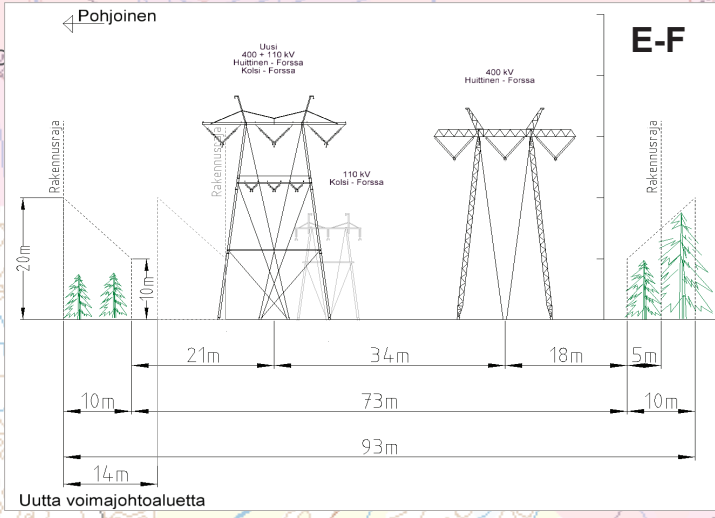 Pohjoinen
E-F
Uusi
400 + 110 kV
Huittinen - Forssa
Kolsi - Forssa
400 kV
Huittinen - Forssa
110 kV
Kolsi - Forssa
Rakennusraja
Rakennusraja
Rakennusraja
20m
10m
21m
34m
18m
5m
10m
73m
10m
93m
14m
Uutta voimajohtoaluetta